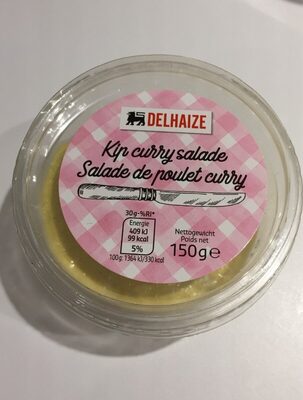 DELHAIZE
Kip curry salade
Salade de poulet curry
30g-%RI*
Energie
409 kJ
99 kcal
5%
100g: 1364 kJ/330 kcal
Nettogewicht
Poids net
150g℮